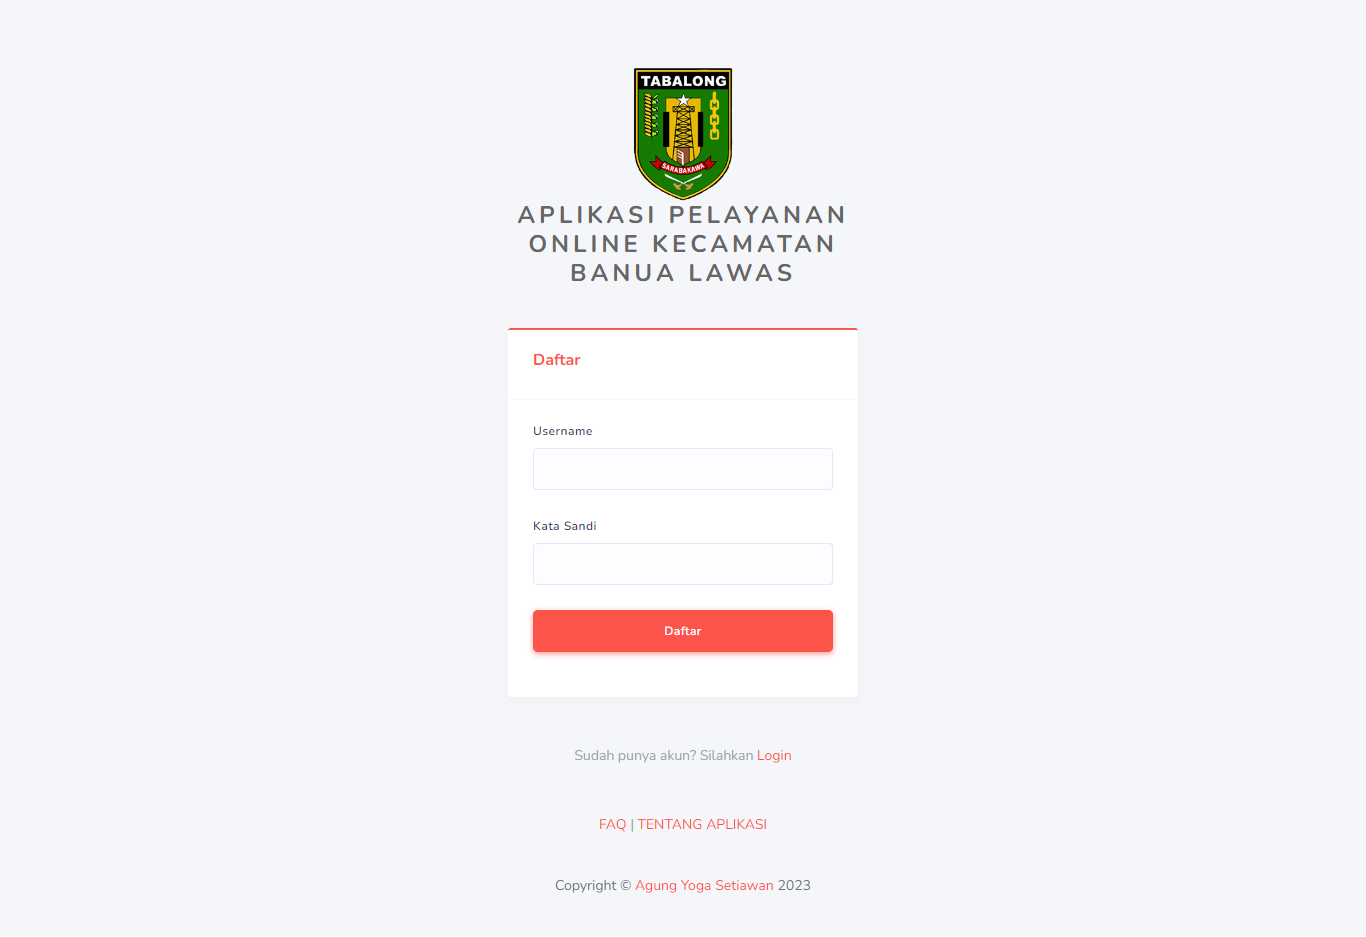 TABALONG
SARABAKAWA
APLIKASI PELAYANAN
ONLINE KECAMATAN
BANUA LAWAS
Daftar
Username
Kata Sandi
Daftar
Sudah punya akun? Silahkan Login
FAQ | TENTANG APLIKASI
Copyright © Agung Yoga Setiawan 2023